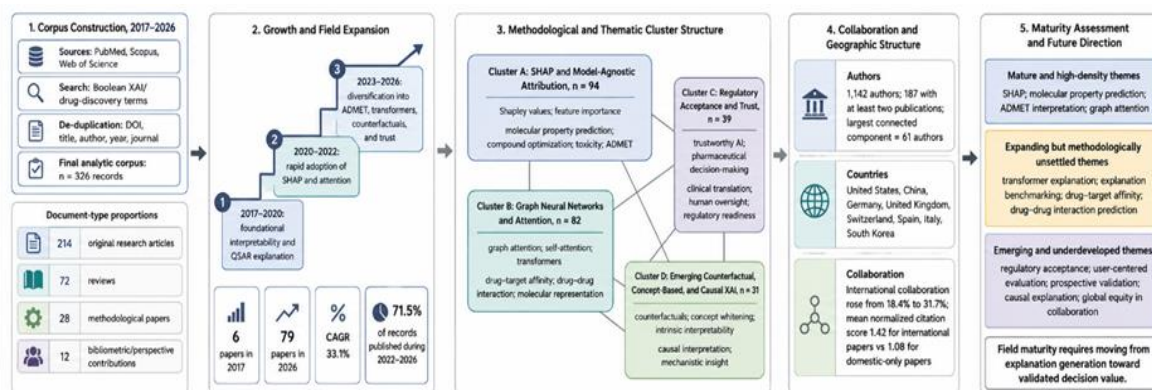 1. Corpus Construction, 2017–2026
Sources: PubMed, Scopus,
Web of Science
Search: Boolean XAI/
drug-discovery terms
De-duplication: DOI,
title, author, year, journal
Final analytic corpus:
n = 326 records
Document-type proportions
214 original research articles
72 reviews
28 methodological papers
12 bibliometric/perspective
contributions
2. Growth and Field Expansion
3
2023–2026:
diversification into
ADMET, transformers,
counterfactuals,
and trust
2
2020–2022:
rapid adoption of
SHAP and attention
1
2017–2020:
foundational
interpretability and
QSAR explanation
6
papers in
2017
79
papers in
2026
%
CAGR
33.1%
71.5%
of records
published during
2022–2026
3. Methodological and Thematic Cluster Structure
Cluster A: SHAP and Model-Agnostic
Attribution, n = 94
Shapley values; feature importance
molecular property prediction;
compound optimization; toxicity; ADMET
Cluster C: Regulatory
Acceptance and Trust,
n = 39
trustworthy AI;
pharmaceutical
decision-making
clinical translation;
human oversight;
regulatory readiness
Cluster B: Graph Neural Networks
and Attention, n = 82
graph attention; self-attention;
transformers
drug–target affinity; drug–drug
interaction; molecular representation
Cluster D: Emerging Counterfactual,
Concept-Based, and Causal XAI, n = 31
counterfactuals; concept whitening;
intrinsic interpretability
causal interpretation;
mechanistic insight
4. Collaboration and
Geographic Structure
Authors
1,142 authors; 187 with
at least two publications;
largest connected
component = 61 authors
Countries
United States, China,
Germany, United Kingdom,
Switzerland, Spain, Italy,
South Korea
Collaboration
International collaboration
rose from 18.4% to 31.7%;
mean normalized citation
score 1.42 for international
papers vs 1.08 for
domestic-only papers
5. Maturity Assessment
and Future Direction
Mature and high-density themes
SHAP; molecular property prediction;
ADMET interpretation; graph attention
Expanding but methodologically
unsettled themes
transformer explanation; explanation
benchmarking; drug–target affinity;
drug–drug interaction prediction
Emerging and underdeveloped themes
regulatory acceptance; user-centered
evaluation; prospective validation;
causal explanation; global equity in
collaboration
Field maturity requires moving from
explanation generation toward
validated decision value.